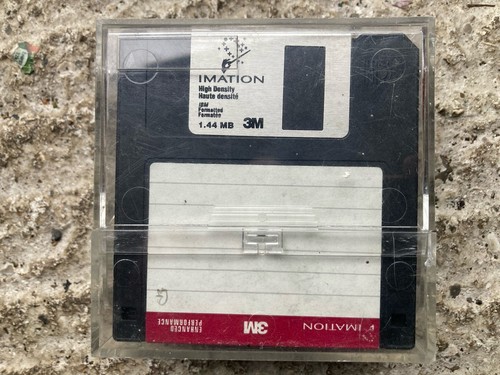 IMATION
High Density
Haute densité
IBM
Formatted
Formatée
1.44 MB 3M
IMATION 3M ENHANCED
PERFORMANCE